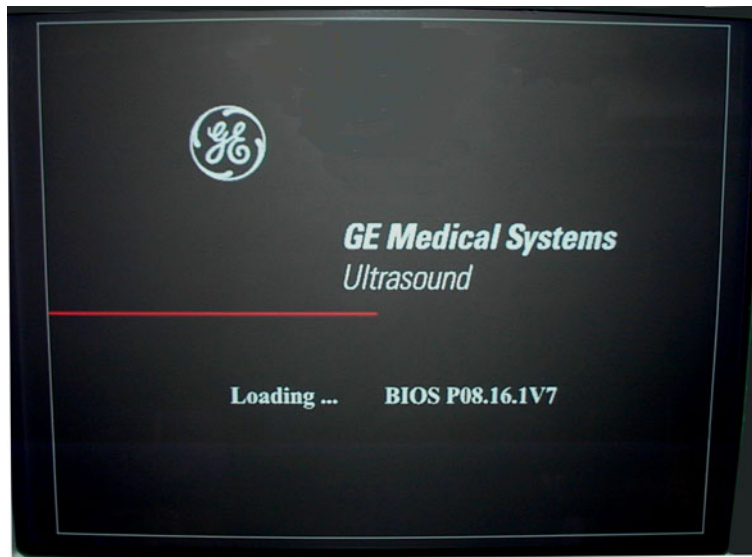 GE
GE Medical Systems
Ultrasound
Loading ... BIOS P08.16.1V7